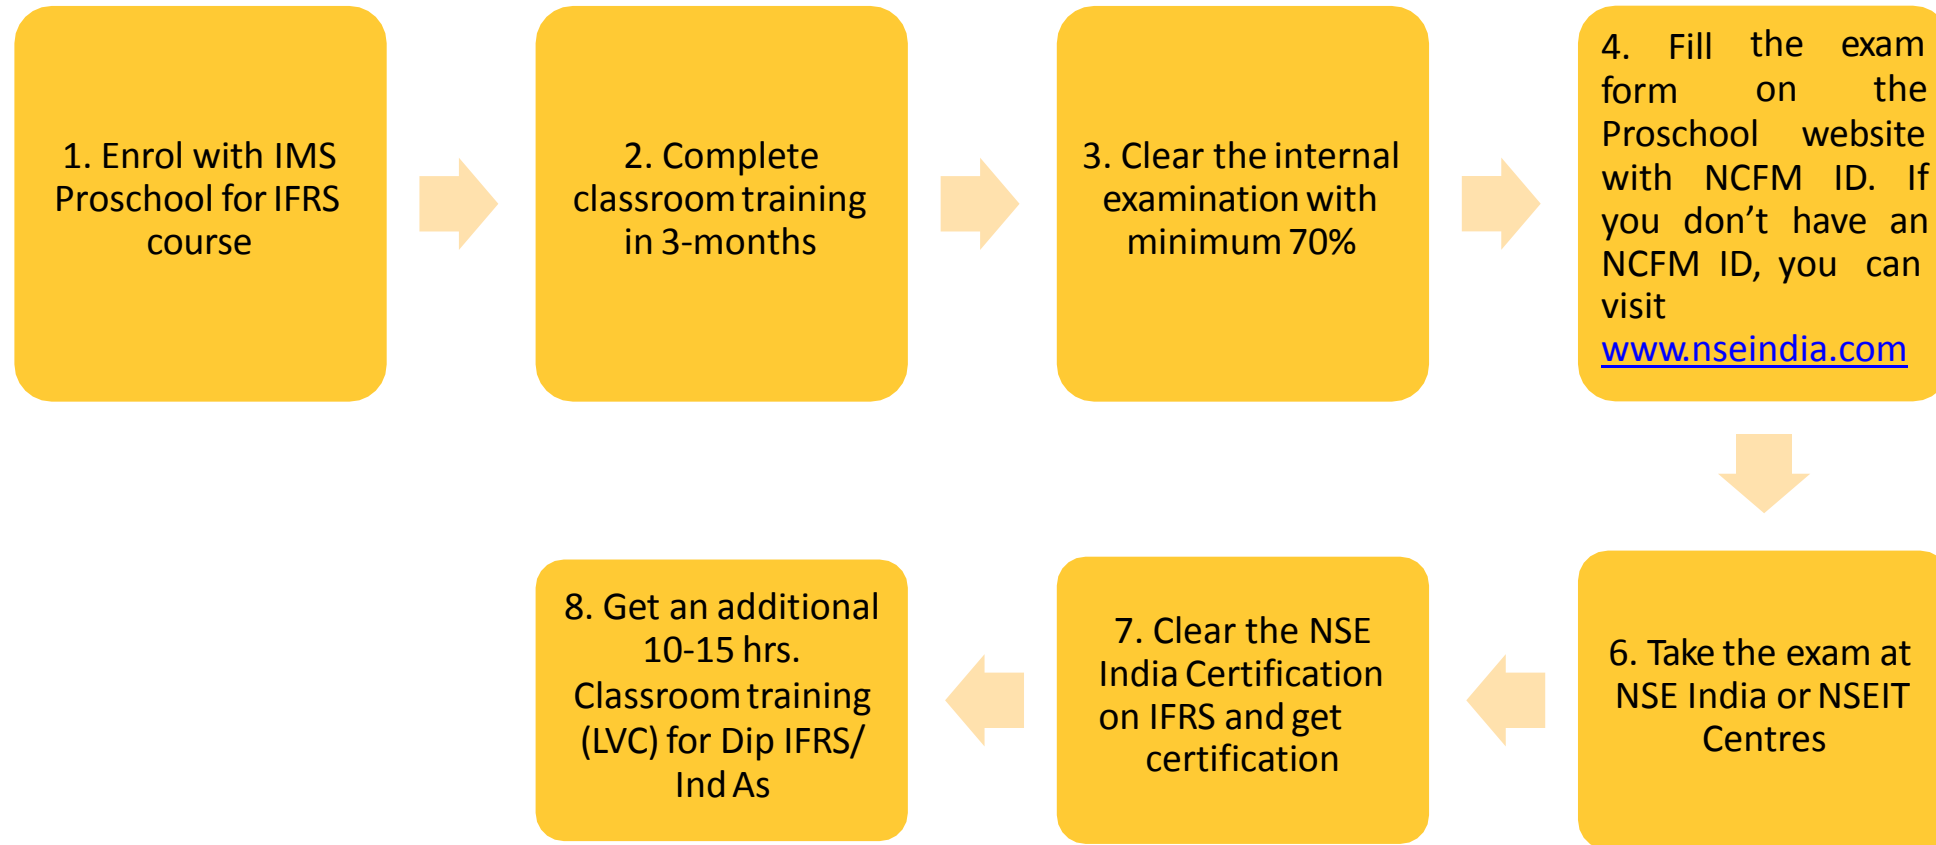 1. Enrol with IMS
Proschool for IFRS
course
2. Complete
classroom training
in 3-months
3. Clear the internal
examination with
minimum 70%
4. Fill the exam
form on the
Proschool website
with NCFM ID. If
you don’t have an
NCFM ID, you can
visit
www.nseindia.com
6. Take the exam at
NSE India or NSEIT
Centres
7. Clear the NSE
India Certification
on IFRS and get
certification
8. Get an additional
10-15 hrs.
Classroom training
(LVC) for Dip IFRS/
Ind As